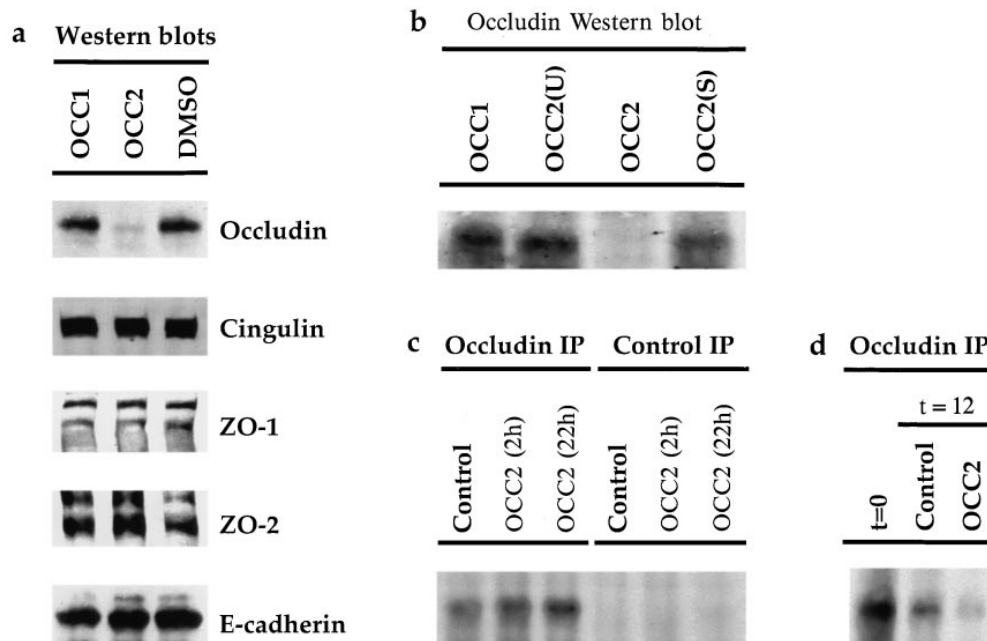 a Western blots
OCC1
OCC2
DMSO
Occludin
Cingulin
ZO-1
ZO-2
E-cadherin
b Occludin Western blot
OCC1
OCC2(U)
OCC2
OCC2(S)
c Occludin IP Control IP
Control
OCC2 (2h)
OCC2 (22h)
Control
OCC2 (2h)
OCC2 (22h)
d Occludin IP
t = 12
t=0
Control
OCC2